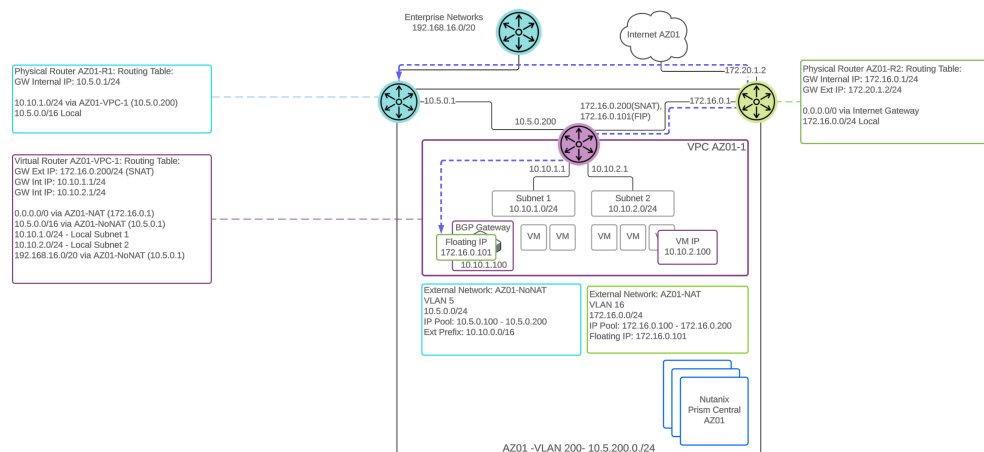 Enterprise Networks
192.168.16.0/20
Internet AZ01
172.20.1.2
Physical Router AZ01-R1: Routing Table:
GW Internal IP: 10.5.0.1/24
10.10.1.0/24 via AZ01-VPC-1 (10.5.0.200)
10.5.0.0/16 Local
Physical Router AZ01-R2: Routing Table:
GW Internal IP: 172.16.0.1/24
GW Ext IP: 172.20.1.2/24
0.0.0.0/0 via Internet Gateway
172.16.0.0/24 Local
10.5.0.1
10.5.0.200
172.16.0.200(SNAT),
172.16.0.101(FIP)
172.16.0.1
Virtual Router AZ01-VPC-1: Routing Table:
GW Ext IP: 172.16.0.200/24 (SNAT)
GW Int IP: 10.10.1.1/24
GW Int IP: 10.10.2.1/24
0.0.0.0/0 via AZ01-NAT (172.16.0.1)
10.5.0.0/16 via AZ01-NoNAT (10.5.0.1)
10.10.1.0/24 - Local Subnet 1
10.10.2.0/24 - Local Subnet 2
192.168.16.0/20 via AZ01-NoNAT (10.5.0.1)
VPC AZ01-1
10.10.1.1
10.10.2.1
Subnet 1
10.10.1.0/24
Subnet 2
10.10.2.0/24
BGP Gateway
Floating IP
172.16.0.101
10.10.1.100
VM
VM
VM
VM
VM IP
10.10.2.100
External Network: AZ01-NoNAT
VLAN 5
10.5.0.0/24
IP Pool: 10.5.0.100 - 10.5.0.200
Ext Prefix: 10.10.0.0/16
External Network: AZ01-NAT
VLAN 16
172.16.0.0/24
IP Pool: 172.16.0.100 - 172.16.0.200
Floating IP: 172.16.0.101
Nutanix
Prism Central
AZ01
AZ01 -VLAN 200- 10.5.200.0./24